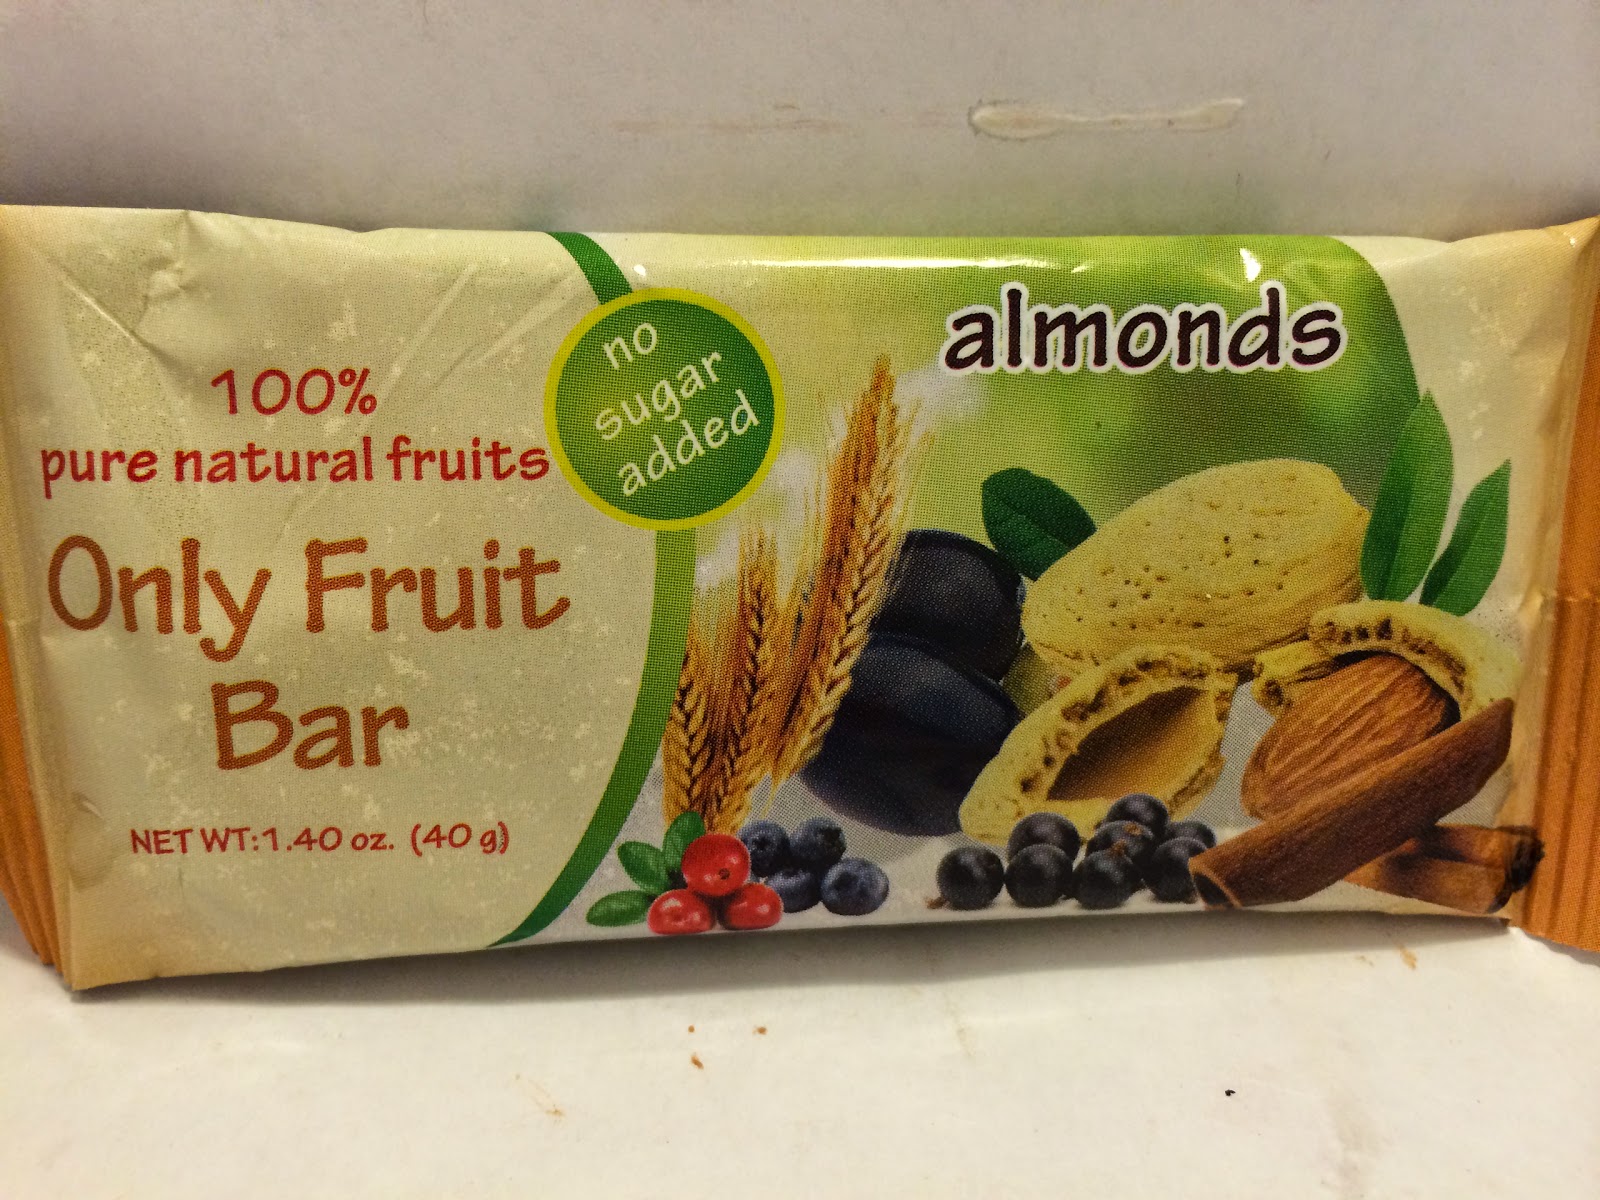 100%
pure natural fruits
Only Fruit
Bar
NET WT:1.40 oz. (40 g)
no
sugar
added
almonds